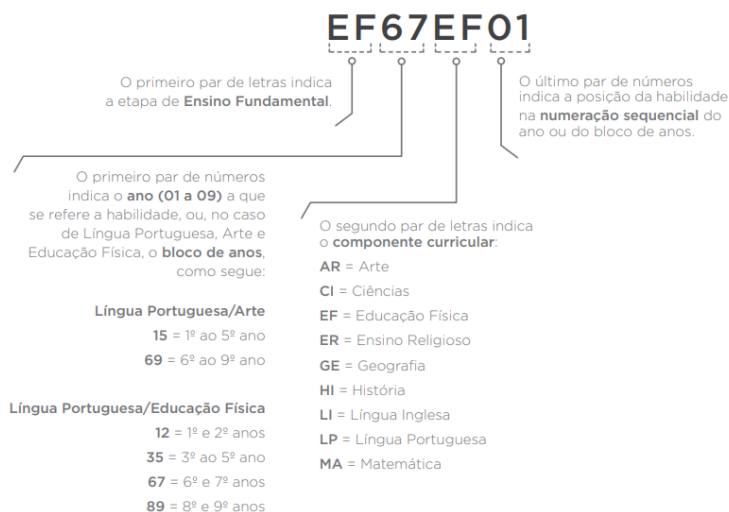 EF67EF01
O primeiro par de letras indica
a etapa de Ensino Fundamental.
O último par de números
indica a posição da habilidade
na numeração sequencial do
ano ou do bloco de anos.
O primeiro par de números
indica o ano (01 a 09) a que
se refere a habilidade, ou, no caso
de Língua Portuguesa, Arte e
Educação Física, o bloco de anos,
como segue:
Língua Portuguesa/Arte
15 = 1º ao 5º ano
69 = 6º ao 9º ano
Língua Portuguesa/Educação Física
12 = 1º e 2º anos
35 = 3º ao 5º ano
67 = 6º e 7º anos
89 = 8º e 9º anos
O segundo par de letras indica
o componente curricular:
AR = Arte
CI = Ciências
EF = Educação Física
ER = Ensino Religioso
GE = Geografia
HI = História
LI = Língua Inglesa
LP = Língua Portuguesa
MA = Matemática